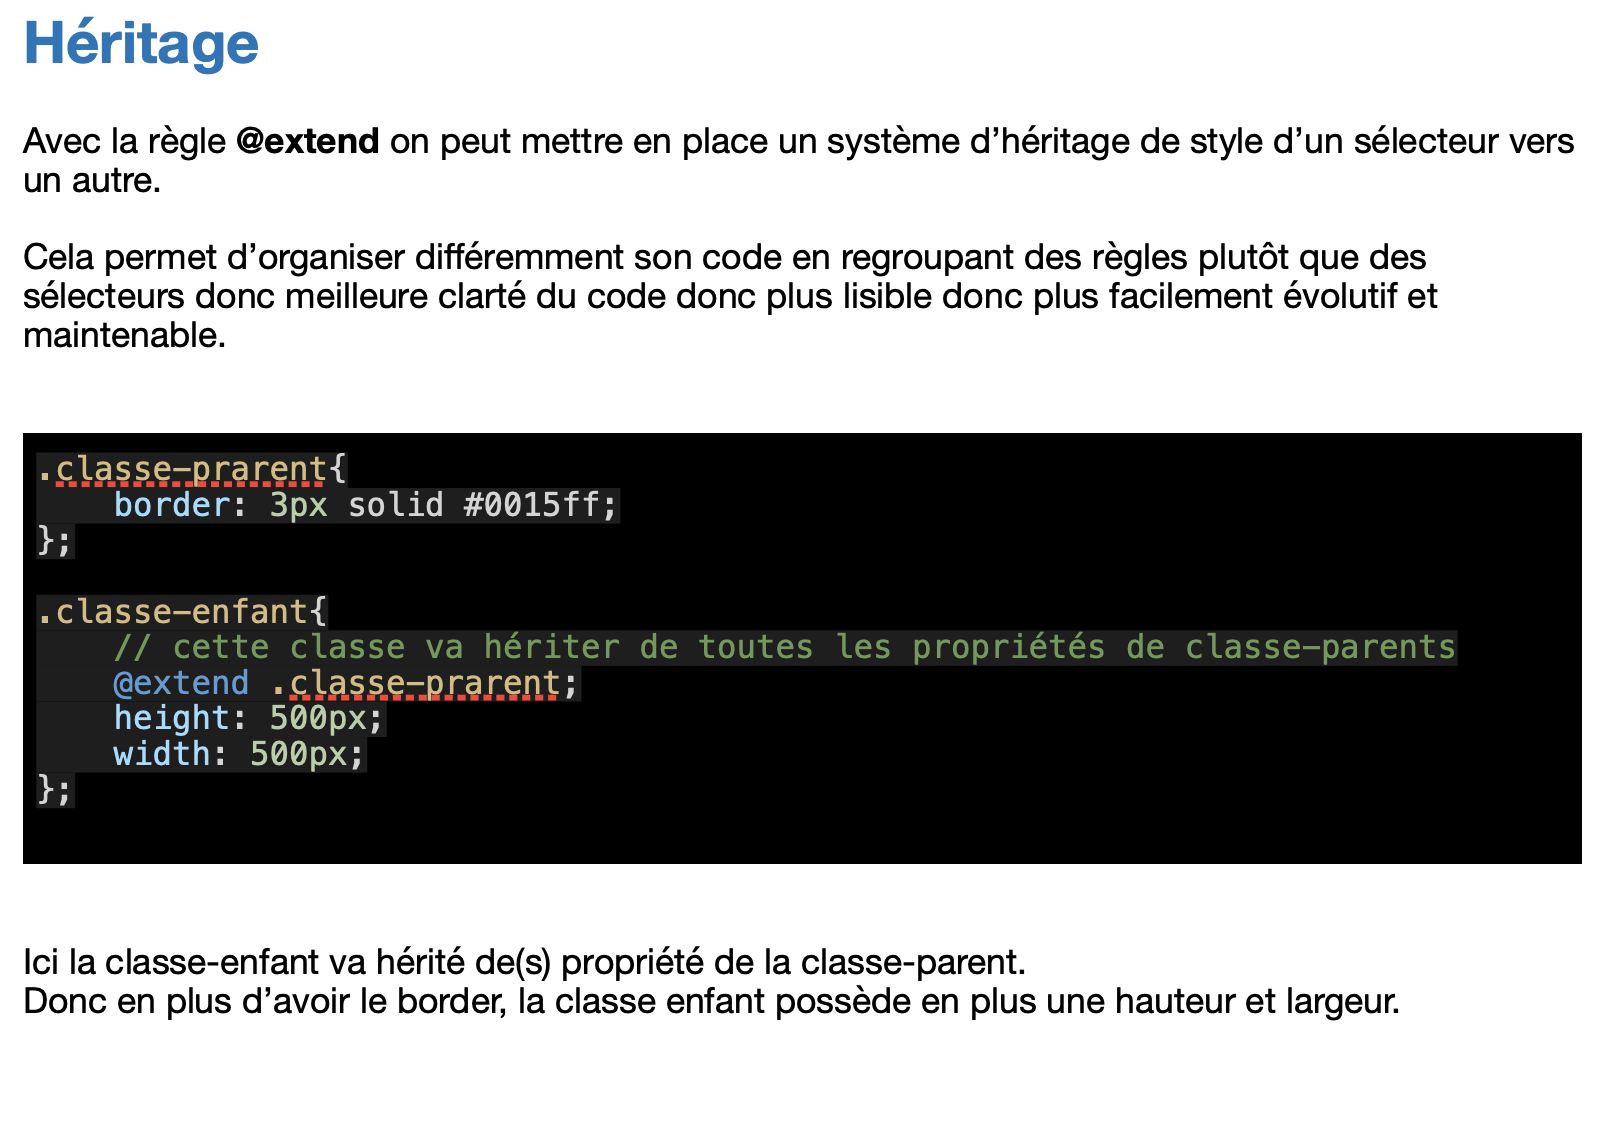 Héritage
Avec la règle @extend on peut mettre en place un système d’héritage de style d’un sélecteur vers
un autre.
Cela permet d’organiser différemment son code en regroupant des règles plutôt que des
sélecteurs donc meilleure clarté du code donc plus lisible donc plus facilement évolutif et
maintenable.
.classe-prarent{
    border: 3px solid #0015ff;
};
.classe-enfant{
    // cette classe va hériter de toutes les propriétés de classe-parents
    @extend .classe-prarent;
    height: 500px;
    width: 500px;
};
Ici la classe-enfant va hérité de(s) propriété de la classe-parent.
Donc en plus d’avoir le border, la classe enfant possède en plus une hauteur et largeur.